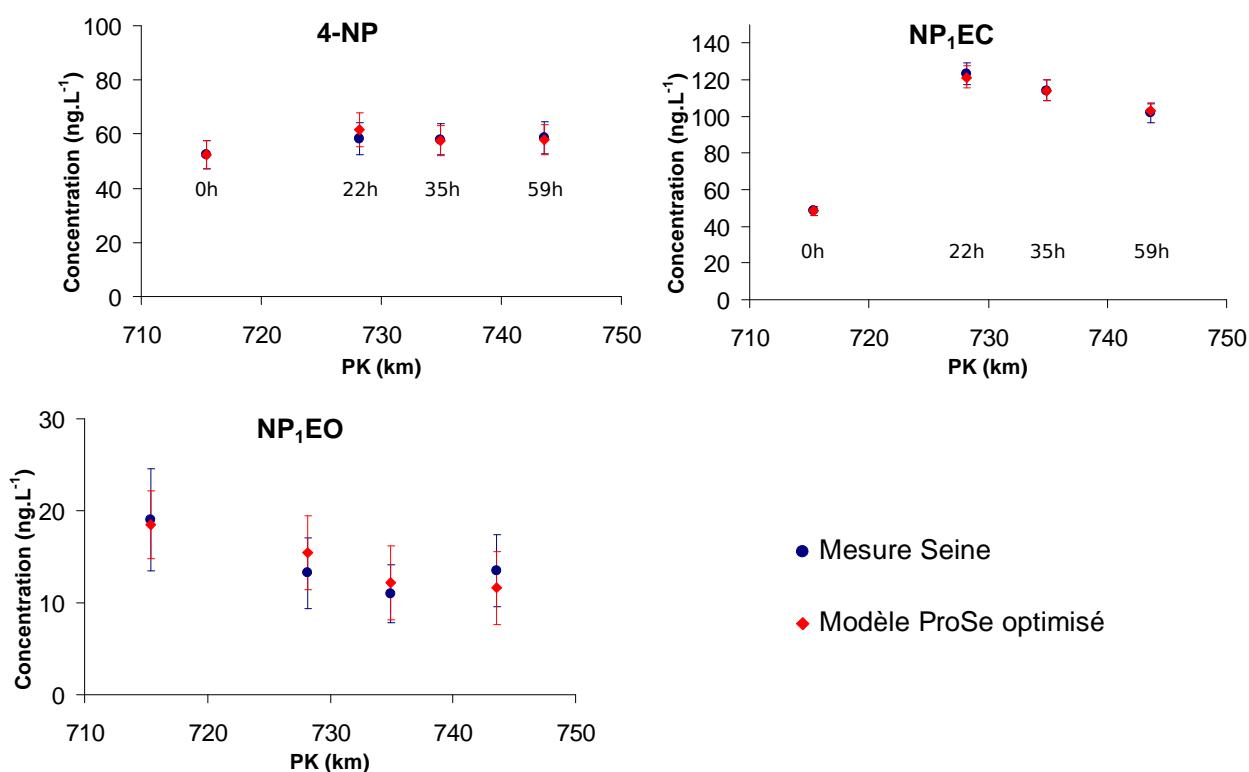 4-NP
Concentration (ng.L⁻¹)
100
80
60
40
20
0
0h
22h
35h
59h
710
720
730
740
750
PK (km)
NP₁EC
Concentration (ng.L⁻¹)
140
120
100
80
60
40
20
0
0h
22h
35h
59h
710
720
730
740
750
PK (km)
NP₁EO
Concentration (ng.L⁻¹)
30
20
10
0
710
720
730
740
750
PK (km)
Mesure Seine
Modèle ProSe optimisé